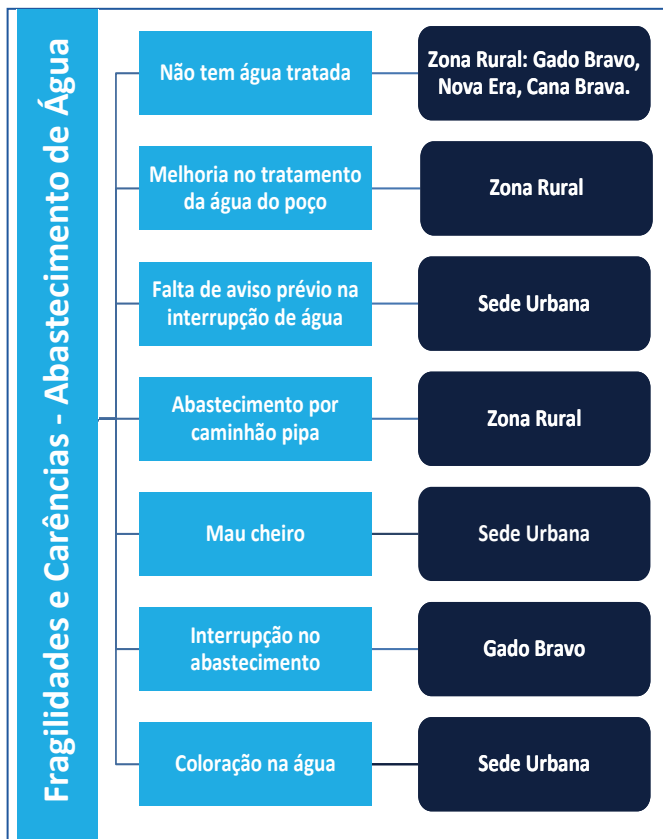 Fragilidades e Carências - Abastecimento de Água
Não tem água tratada
Zona Rural: Gado Bravo,
Nova Era, Cana Brava.
Melhoria no tratamento
da água do poço
Zona Rural
Falta de aviso prévio na
interrupção de água
Sede Urbana
Abastecimento por
caminhão pipa
Zona Rural
Mau cheiro
Sede Urbana
Interrupção no
abastecimento
Gado Bravo
Coloração na água
Sede Urbana